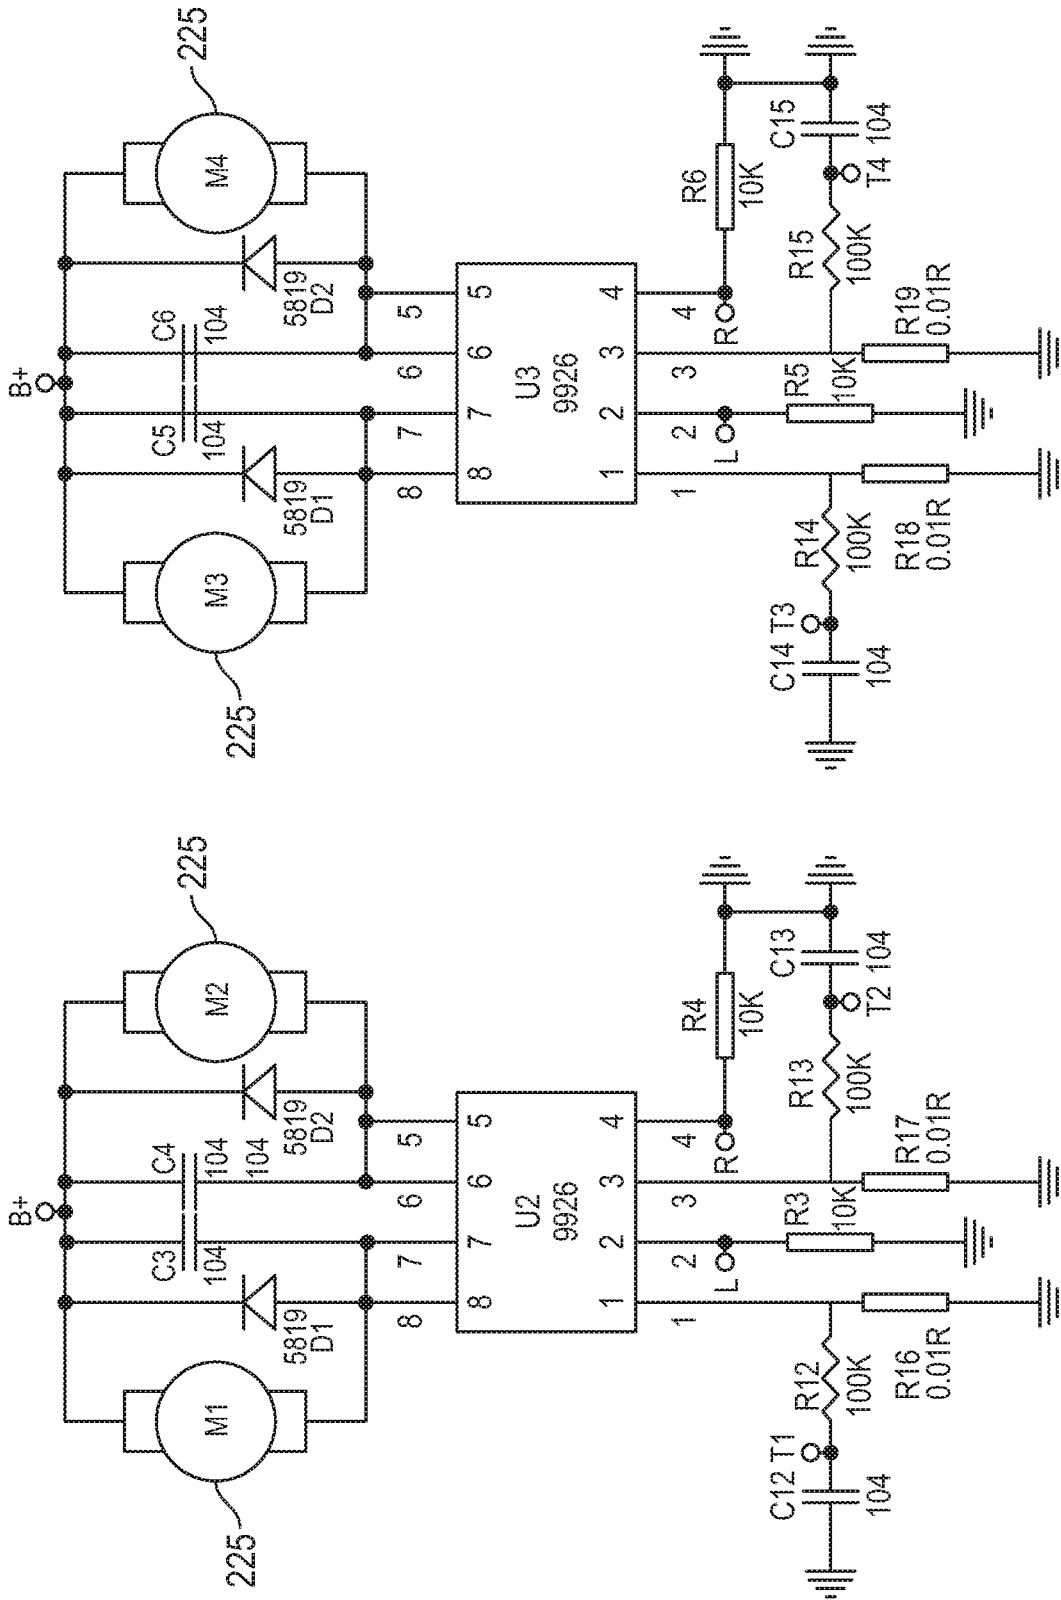 B+
M1
225
5819
D1
C3
104
C4
104
104
5819
D2
M2
225
8
7
6
5
8
7
6
5
U2
9926
1
2
3
4
1
2
3
4
L
R
R4
10K
C12
T1
104
R12
100K
R3
10K
R13
100K
T2
C13
104
R16
0.01R
R17
0.01R
B+
M3
225
5819
D1
C5
104
C6
104
5819
D2
M4
225
8
7
6
5
8
7
6
5
U3
9926
1
2
3
4
1
2
3
4
L
R
R6
10K
C14
T3
104
R14
100K
R5
10K
R15
100K
T4
C15
104
R18
0.01R
R19
0.01R